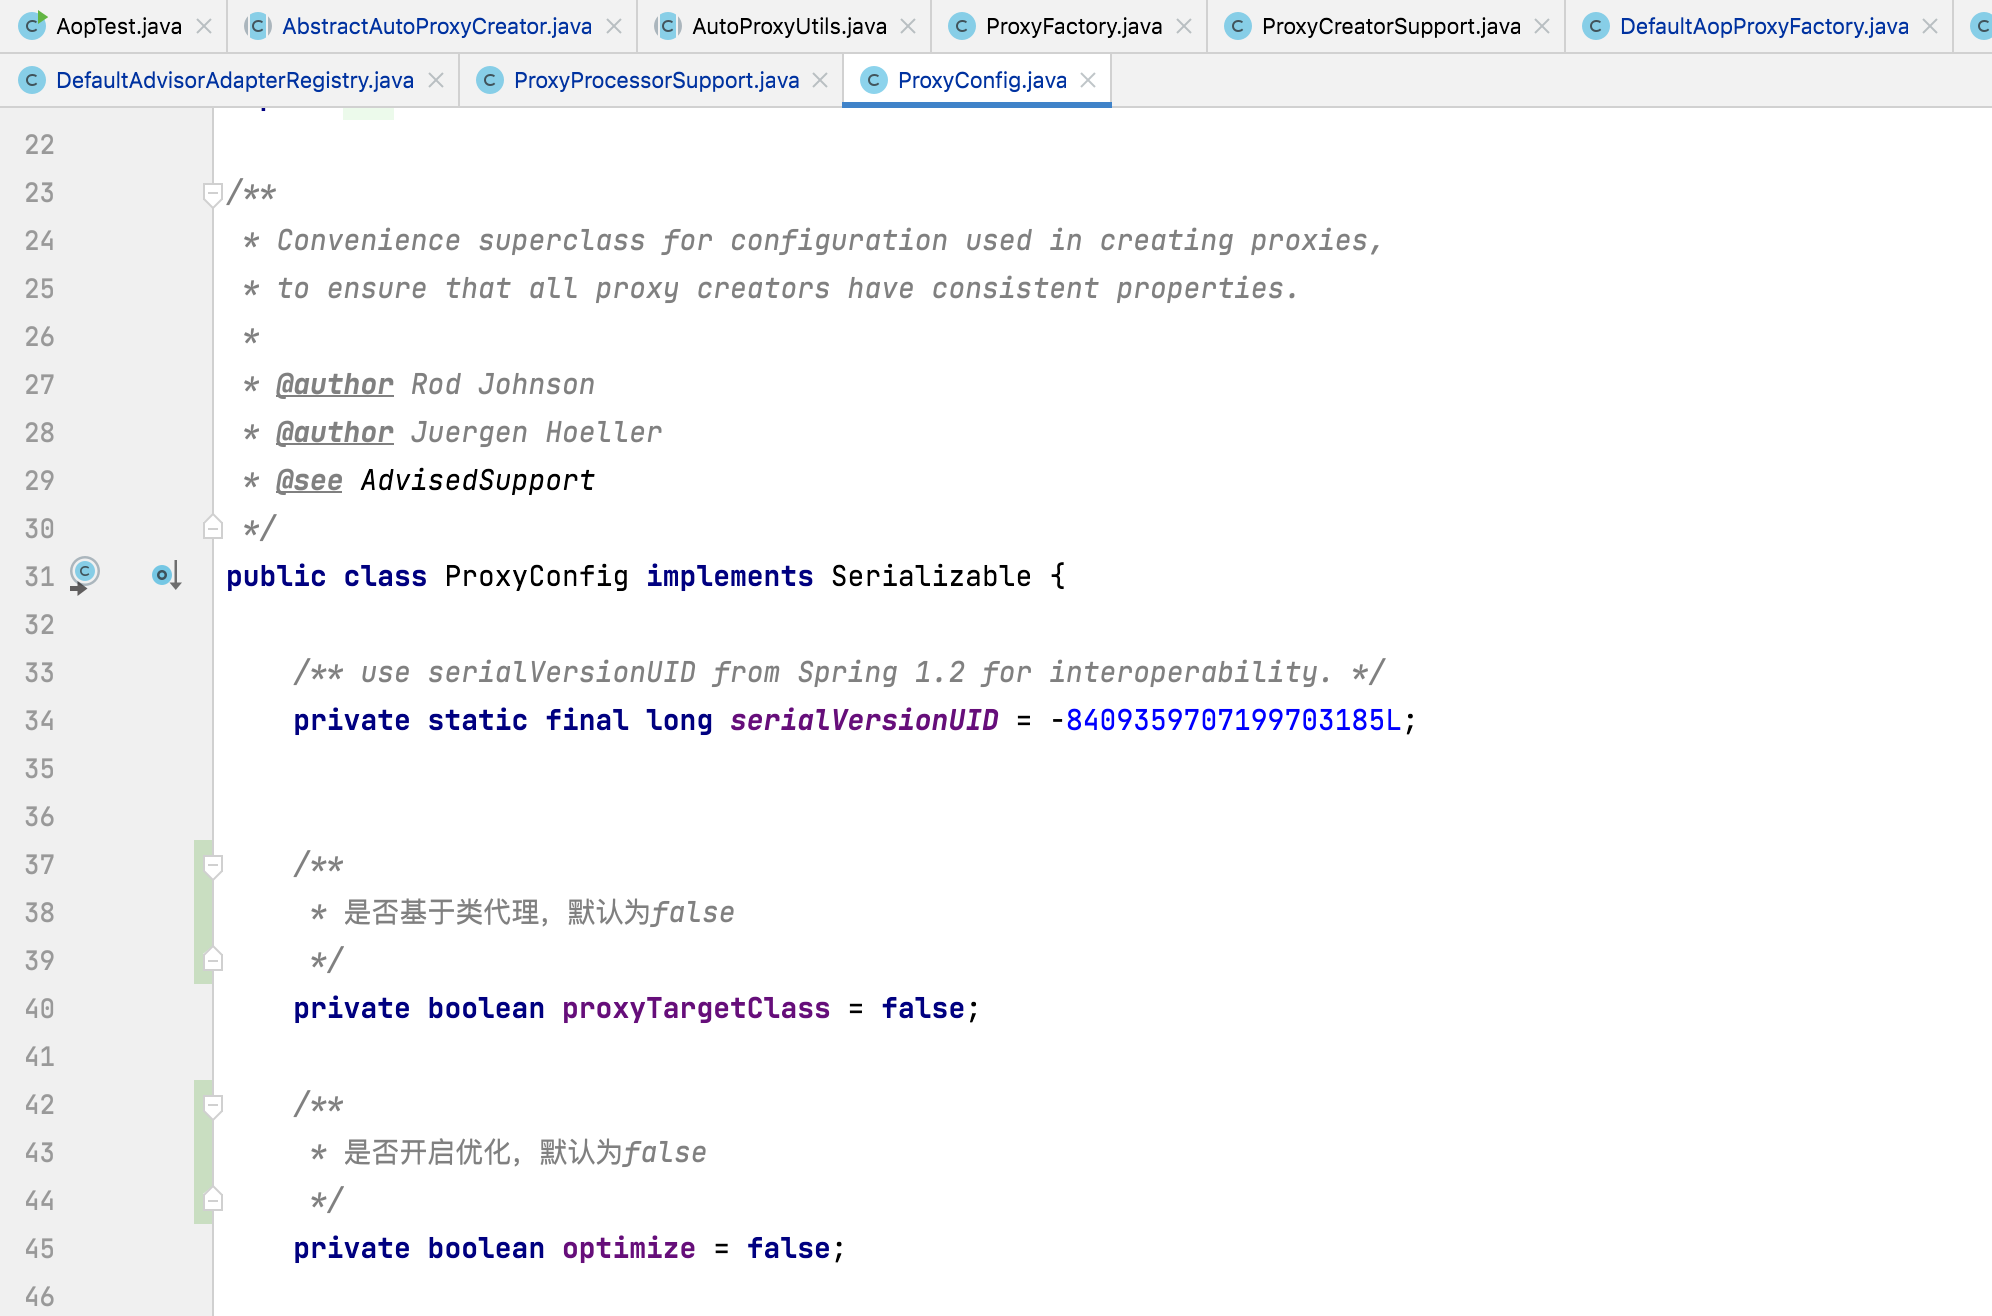 AopTest.java AbstractAutoProxyCreator.java AutoProxyUtils.java ProxyFactory.java ProxyCreatorSupport.java DefaultAopProxyFactory.java
DefaultAdvisorAdapterRegistry.java ProxyProcessorSupport.java ProxyConfig.java
22
23 /**
24 * Convenience superclass for configuration used in creating proxies,
25 * to ensure that all proxy creators have consistent properties.
26 *
27 * @author Rod Johnson
28 * @author Juergen Hoeller
29 * @see AdvisedSupport
30 */
31 public class ProxyConfig implements Serializable {
32
33 /** use serialVersionUID from Spring 1.2 for interoperability. */
34 private static final long serialVersionUID = -8409359707199703185L;
35
36
37 /**
38 * 是否基于类代理，默认为false
39 */
40 private boolean proxyTargetClass = false;
41
42 /**
43 * 是否开启优化，默认为false
44 */
45 private boolean optimize = false;
46